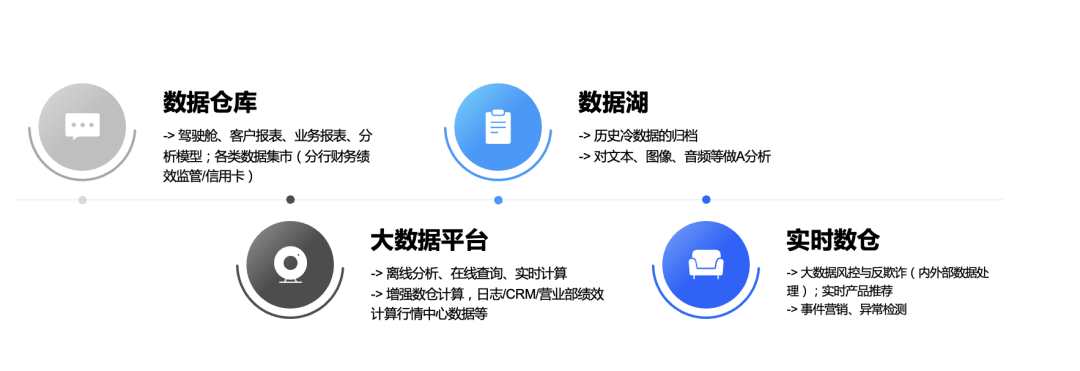 数据仓库
-> 驾驶舱、客户报表、业务报表、分
析模型；各类数据集市（分行财务绩
效监管/信用卡）
大数据平台
-> 离线分析、在线查询、实时计算
-> 增强数仓计算，日志/CRM/营业部绩效
计算行情中心数据等
数据湖
-> 历史冷数据的归档
-> 对文本、图像、音频等做A分析
实时数仓
-> 大数据风控与反欺诈（内外部数据处
理）；实时产品推荐
-> 事件营销、异常检测